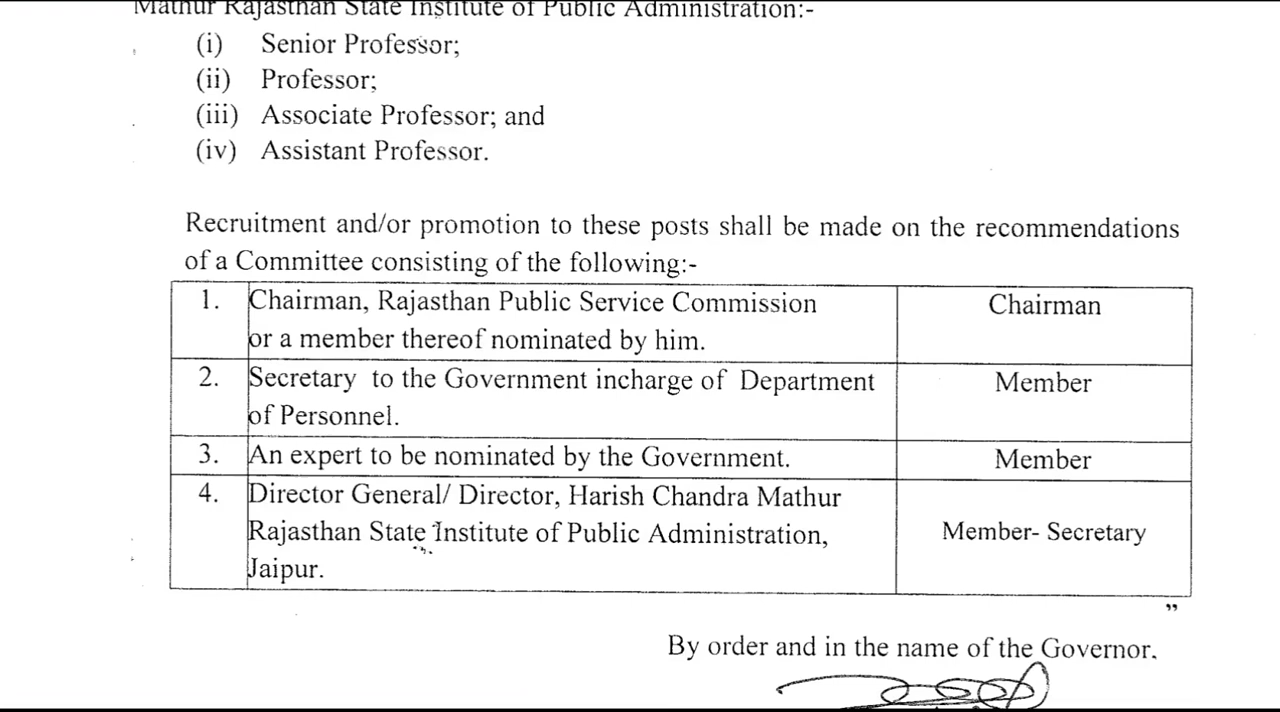 Mathur Rajasthan State Institute of Public Administration:-
(i) Senior Professor;
(ii) Professor;
(iii) Associate Professor; and
(iv) Assistant Professor.
Recruitment and/or promotion to these posts shall be made on the recommendations
of a Committee consisting of the following:-
1. Chairman, Rajasthan Public Service Commission Chairman
or a member thereof nominated by him.
2. Secretary to the Government incharge of Department Member
of Personnel.
3. An expert to be nominated by the Government. Member
4. Director General/ Director, Harish Chandra Mathur
Rajasthan State Institute of Public Administration, Member- Secretary
Jaipur.
”
By order and in the name of the Governor.